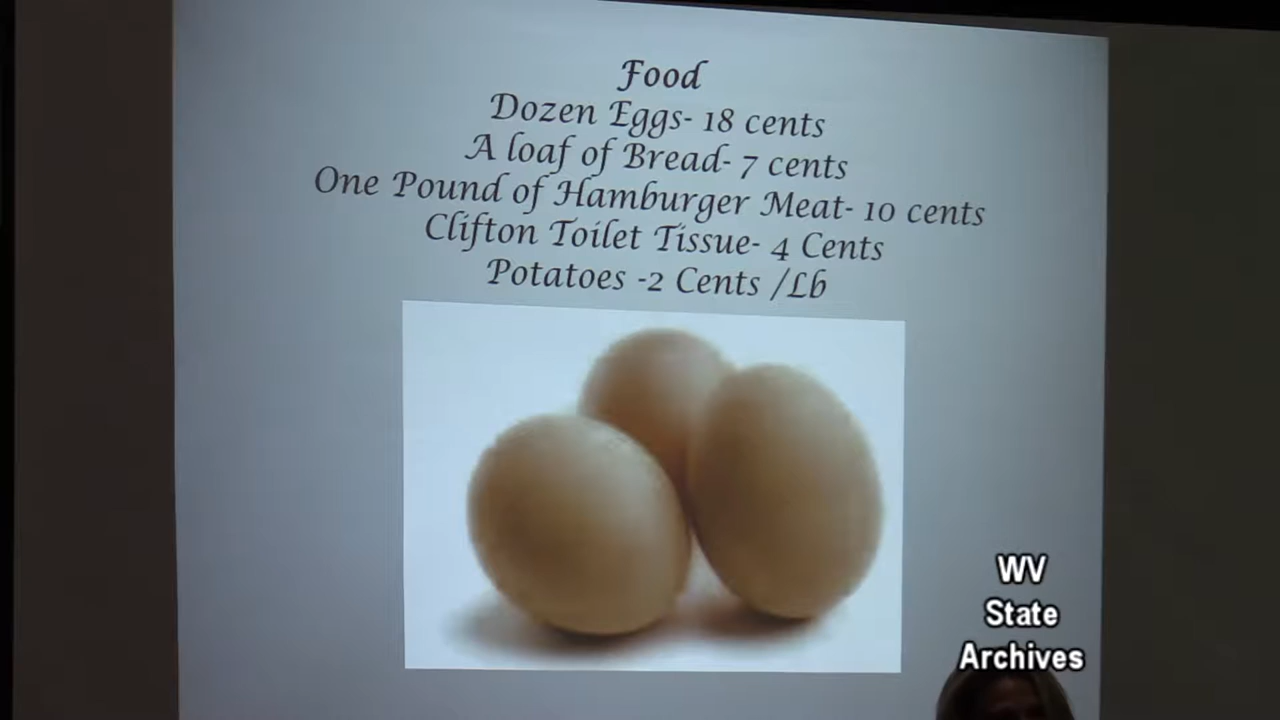 Food
Dozen Eggs- 18 cents
A loaf of Bread- 7 cents
One Pound of Hamburger Meat- 10 cents
Clifton Toilet Tissue- 4 Cents
Potatoes -2 Cents /Lb
WV
State
Archives